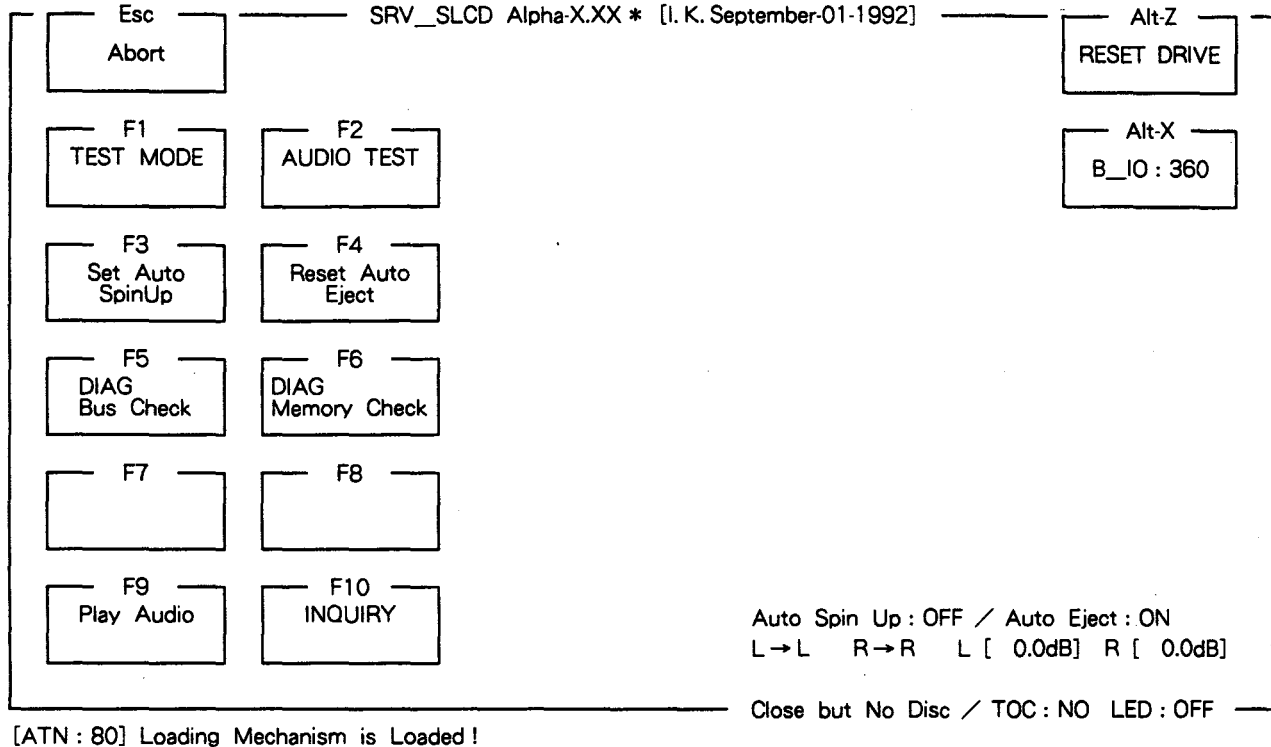 Esc
Abort
SRV__SLCD Alpha-X.XX * [I. K. September-01-1992]
Alt-Z
RESET DRIVE
F1
TEST MODE
F2
AUDIO TEST
Alt-X
B__IO : 360
F3
Set Auto
SpinUp
F4
Reset Auto
Eject
F5
DIAG
Bus Check
F6
DIAG
Memory Check
F7
F8
F9
Play Audio
F10
INQUIRY
Auto Spin Up : OFF / Auto Eject : ON
L→L R→R L [ 0.0dB] R [ 0.0dB]
Close but No Disc / TOC : NO LED : OFF
[ATN : 80] Loading Mechanism is Loaded !